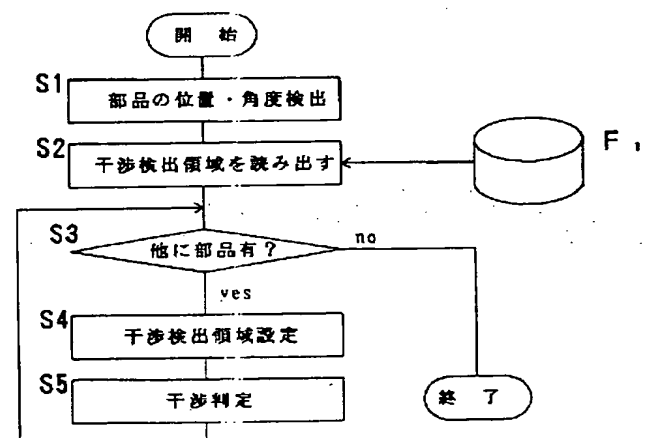 開 始
S1
部品の位置・角度検出
S2
干渉検出領域を読み出す
F1
S3
他に部品有?
no
yes
S4
干渉検出領域設定
S5
干渉判定
終 了